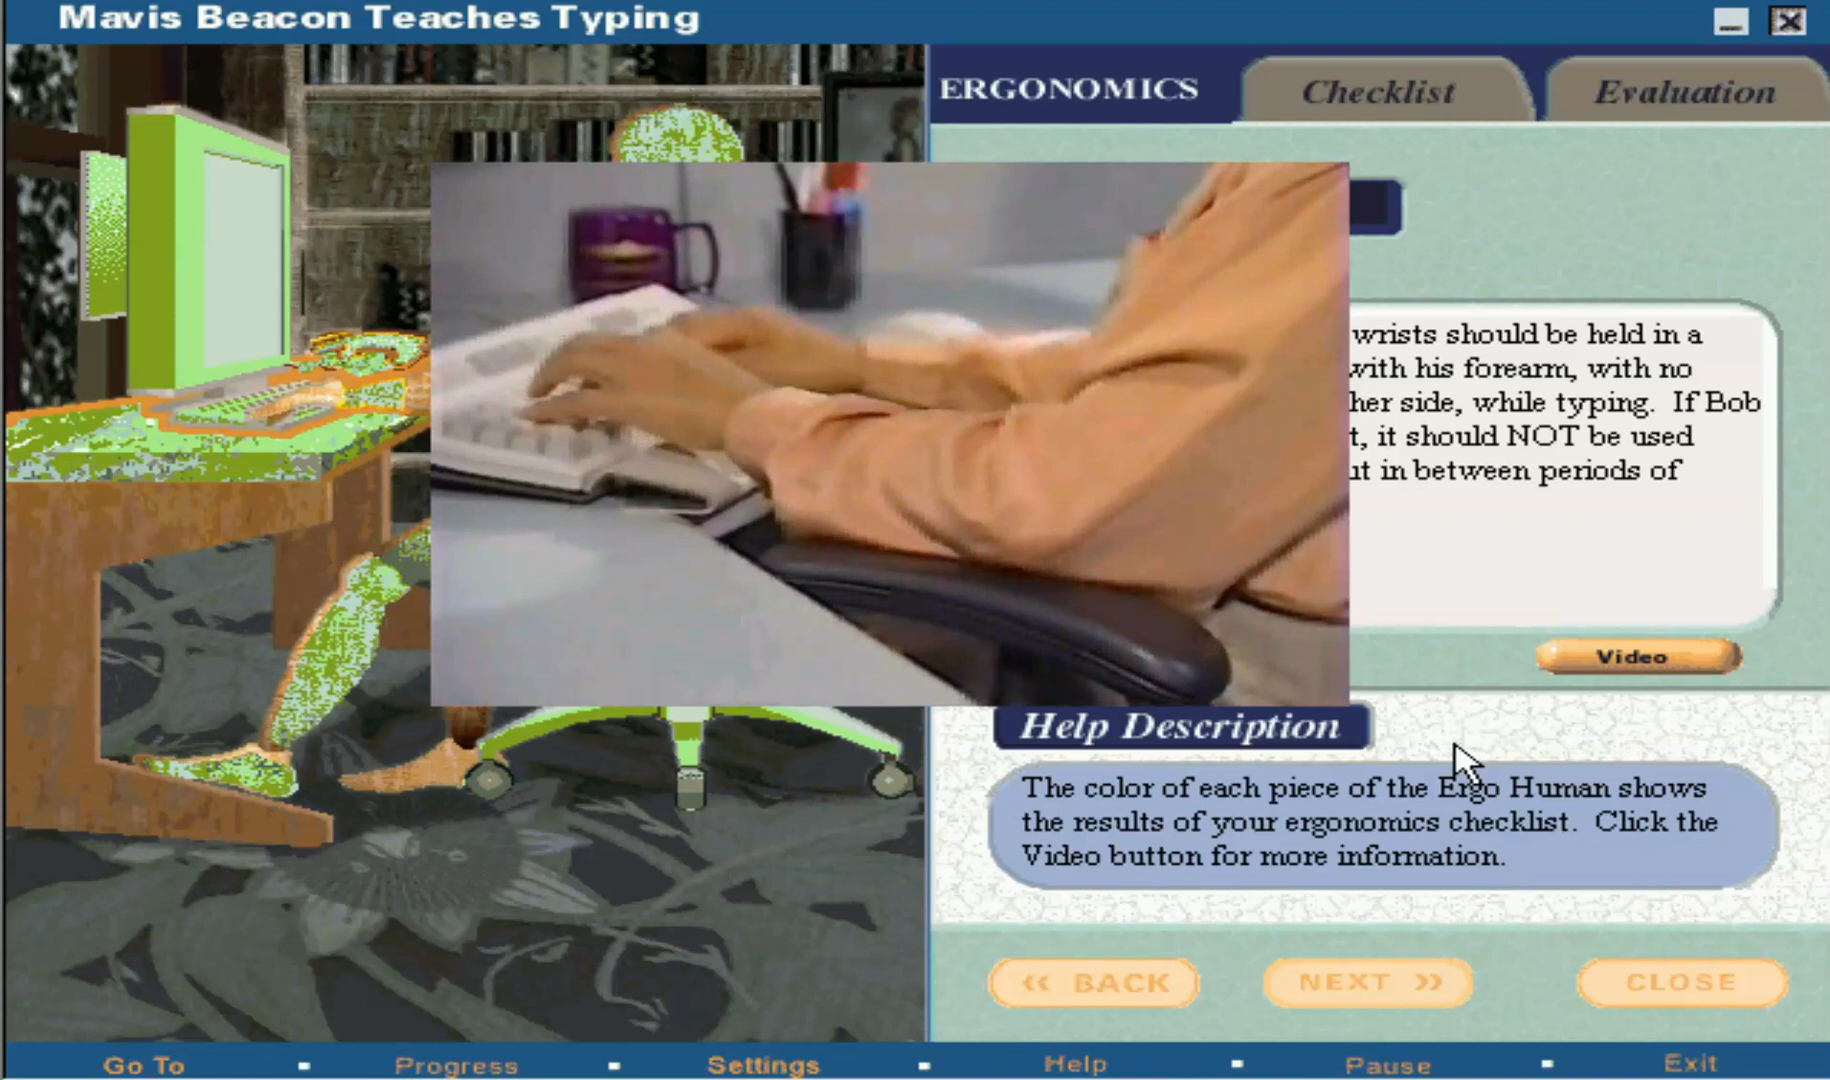 Mavis Beacon Teaches Typing
ERGONOMICS
Checklist
Evaluation
wrists should be held in a
with his forearm, with no
her side, while typing. If Bob
t, it should NOT be used
ut in between periods of
Video
Help Description
The color of each piece of the Ergo Human shows
the results of your ergonomics checklist. Click the
Video button for more information.
<< BACK
NEXT >>
CLOSE
Go To
Progress
Settings
Help
Pause
Exit